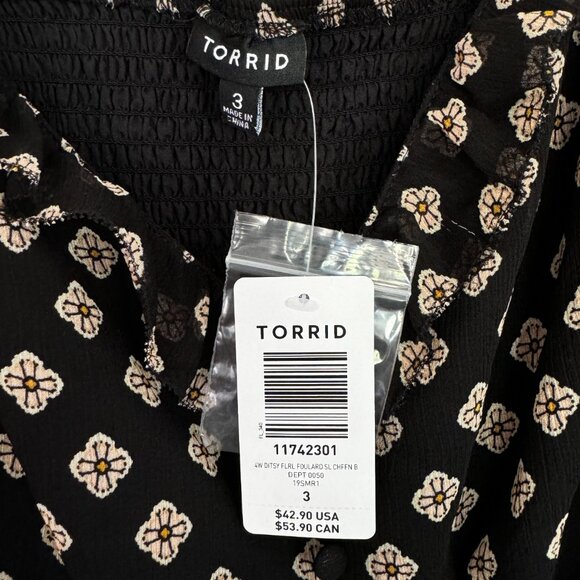 TORRID
3
MADE IN
CHINA
TORRID
FL_540
11742301
4W DITSY FLRL FOULARD SL CHFFN B
DEPT 0050
19SMR1
3
$42.90 USA
$53.90 CAN